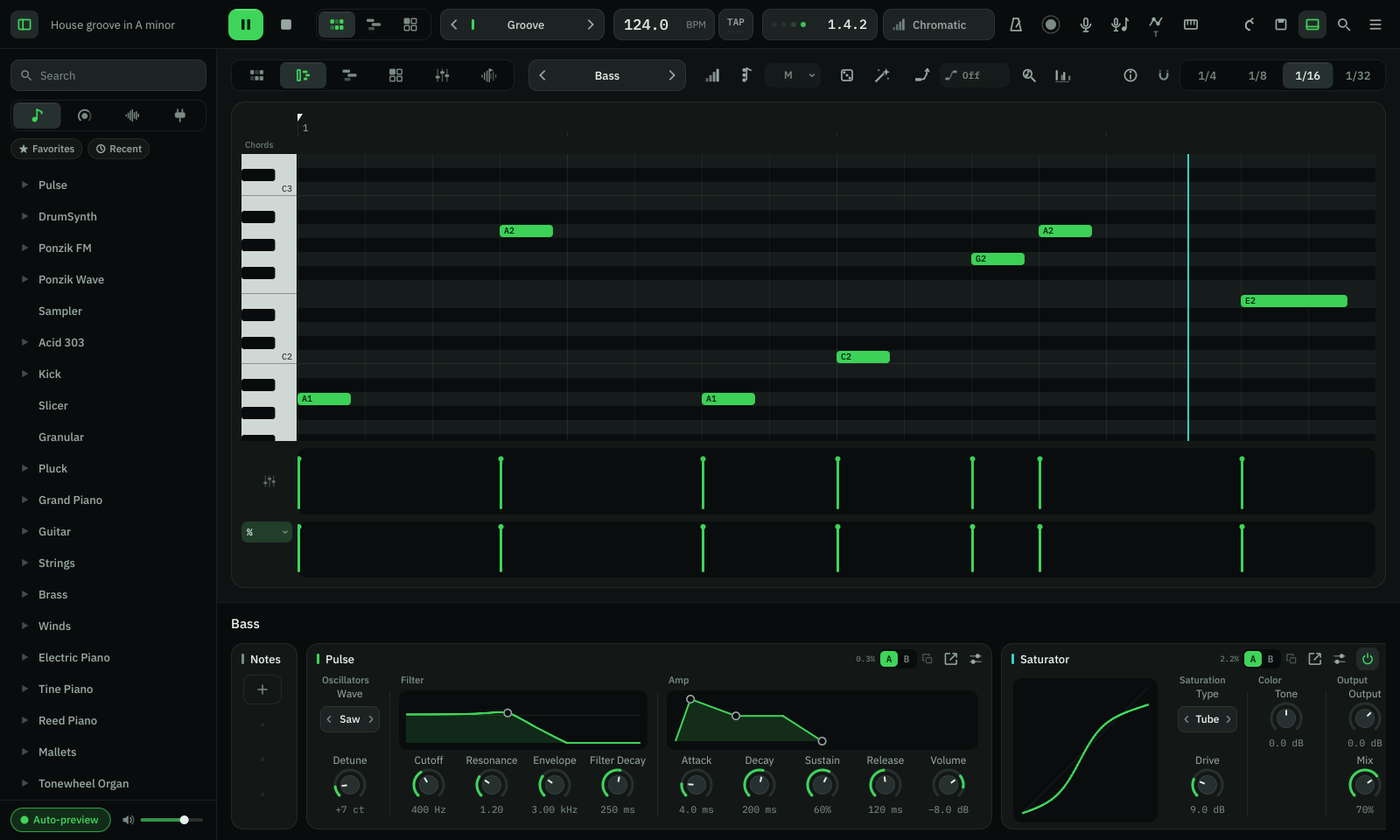 House groove in A minor
Groove
124.0 BPM
TAP
1.4.2
Chromatic
T
Search
Favorites
Recent
Pulse
DrumSynth
Ponzik FM
Ponzik Wave
Sampler
Acid 303
Kick
Slicer
Granular
Pluck
Grand Piano
Guitar
Strings
Brass
Winds
Electric Piano
Tine Piano
Reed Piano
Mallets
Tonewheel Organ
Auto-preview
Bass
M
Off
1/4
1/8
1/16
1/32
1
Chords
C3
C2
A1
A2
A1
C2
G2
A2
E2
%
Bass
Notes
Pulse
0.3%
A
B
Oscillators
Filter
Amp
Wave
Saw
Detune
Cutoff
Resonance
Envelope
Filter Decay
Attack
Decay
Sustain
Release
Volume
+7 ct
400 Hz
1.20
3.00 kHz
250 ms
4.0 ms
200 ms
60%
120 ms
−8.0 dB
Saturator
2.2%
A
B
Saturation
Color
Output
Type
Tone
Output
Tube
0.0 dB
0.0 dB
Drive
Mix
9.0 dB
70%